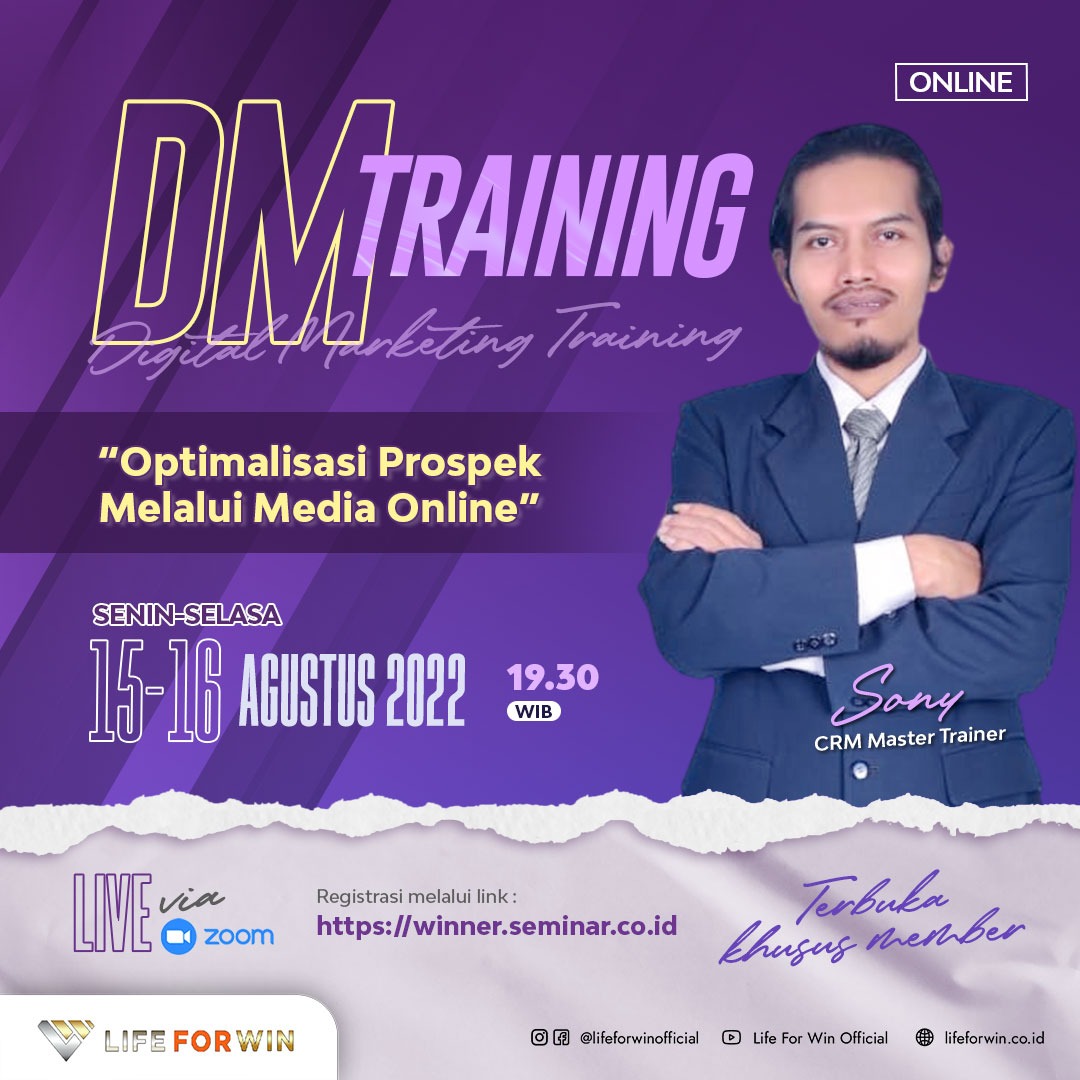 ONLINE
DM TRAINING
Digital Marketing Training
“Optimalisasi Prospek
Melalui Media Online”
SENIN-SELASA
15-16 AGUSTUS 2022
19.30
WIB
Sony
CRM Master Trainer
LIVE via
zoom
Registrasi melalui link :
https://winner.seminar.co.id
Terbuka
khusus member
LIFE FOR WIN
@lifeforwinofficial
Life For Win Official
lifeforwin.co.id